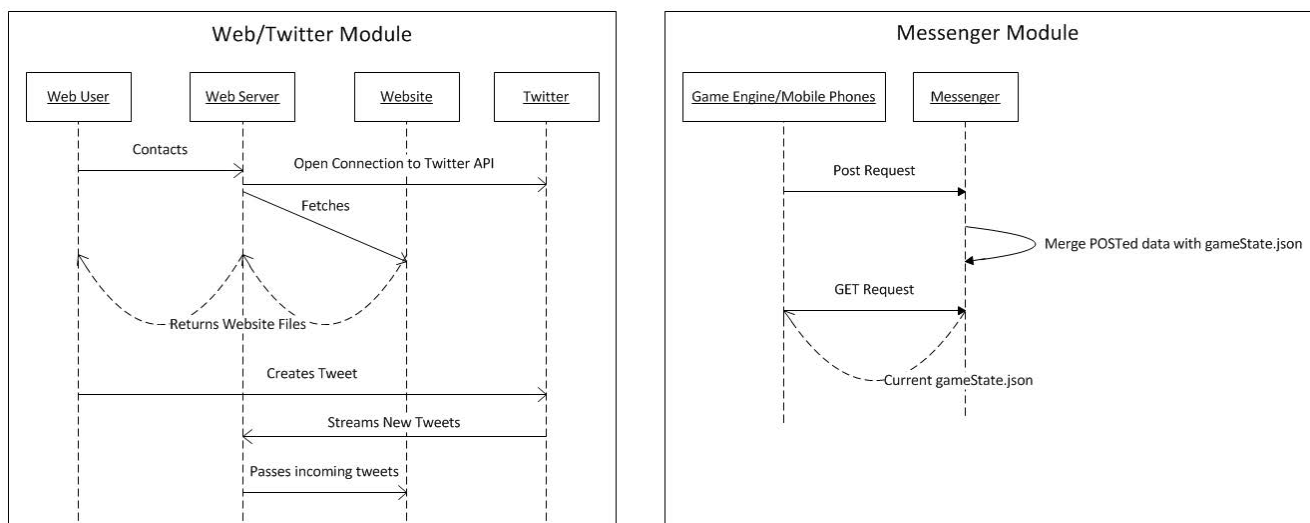 Web/Twitter Module
Web User
Web Server
Website
Twitter
Contacts
Open Connection to Twitter API
Fetches
Returns Website Files
Creates Tweet
Streams New Tweets
Passes incoming tweets
Messenger Module
Game Engine/Mobile Phones
Messenger
Post Request
Merge POSTed data with gameState.json
GET Request
Current gameState.json